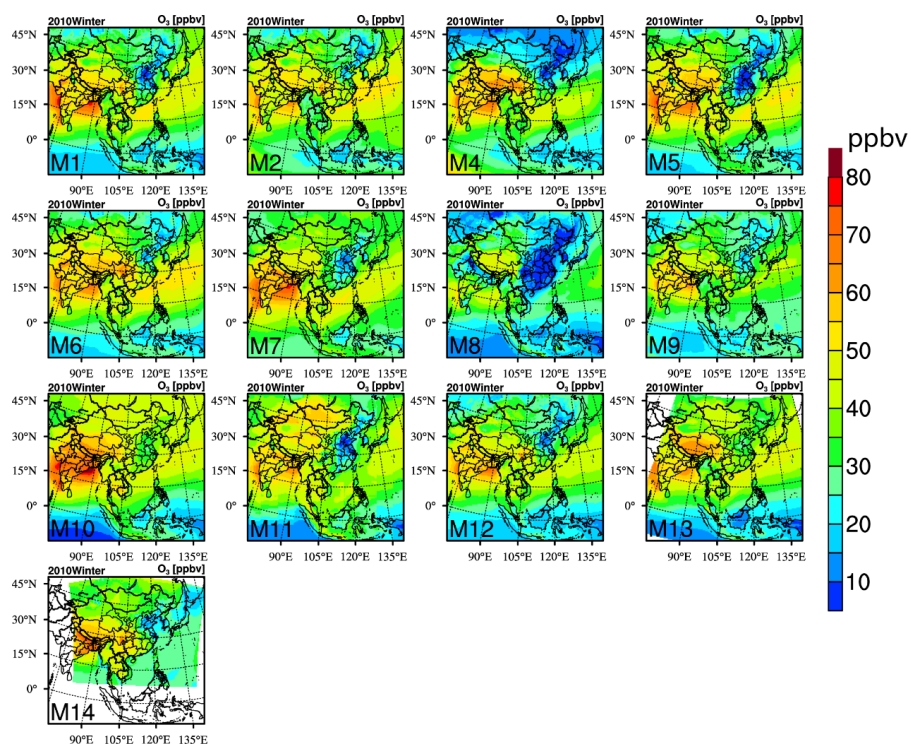 2010Winter O₃ [ppbv] 2010Winter O₃ [ppbv] 2010Winter O₃ [ppbv] 2010Winter O₃ [ppbv]
45°N 45°N 45°N 45°N
30°N 30°N 30°N 30°N
15°N 15°N 15°N 15°N
0° 0° 0° 0°
M1 M2 M4 M5
90°E 105°E 120°E 135°E 90°E 105°E 120°E 135°E 90°E 105°E 120°E 135°E 90°E 105°E 120°E 135°E
ppbv
80
70
60
50
40
30
20
10
2010Winter O₃ [ppbv] 2010Winter O₃ [ppbv] 2010Winter O₃ [ppbv] 2010Winter O₃ [ppbv]
45°N 45°N 45°N 45°N
30°N 30°N 30°N 30°N
15°N 15°N 15°N 15°N
0° 0° 0° 0°
M6 M7 M8 M9
90°E 105°E 120°E 135°E 90°E 105°E 120°E 135°E 90°E 105°E 120°E 135°E 90°E 105°E 120°E 135°E
2010Winter O₃ [ppbv] 2010Winter O₃ [ppbv] 2010Winter O₃ [ppbv] 2010Winter O₃ [ppbv]
45°N 45°N 45°N 45°N
30°N 30°N 30°N 30°N
15°N 15°N 15°N 15°N
0° 0° 0° 0°
M10 M11 M12 M13
90°E 105°E 120°E 135°E 90°E 105°E 120°E 135°E 90°E 105°E 120°E 135°E 90°E 105°E 120°E 135°E
2010Winter O₃ [ppbv]
45°N
30°N
15°N
0°
M14
90°E 105°E 120°E 135°E